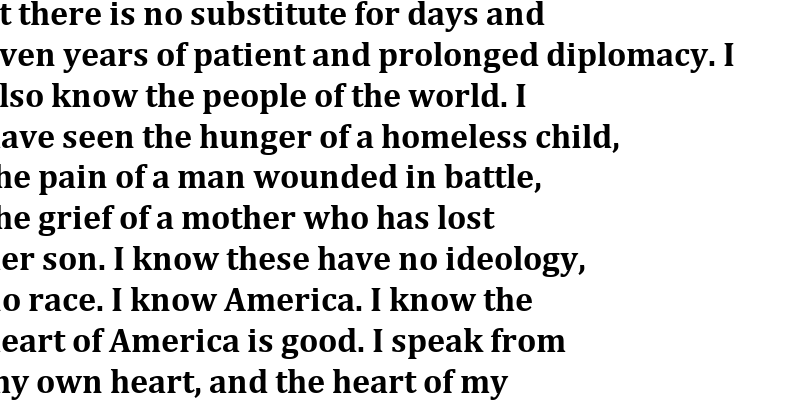 t there is no substitute for days and
ven years of patient and prolonged diplomacy. I
lso know the people of the world. I
ave seen the hunger of a homeless child,
he pain of a man wounded in battle,
he grief of a mother who has lost
er son. I know these have no ideology,
o race. I know America. I know the
eart of America is good. I speak from
my own heart, and the heart of my